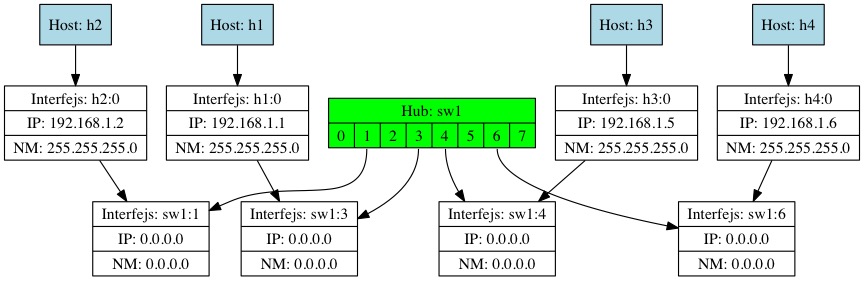 Host: h2
Host: h1
Host: h3
Host: h4
Interfejs: h2:0
IP: 192.168.1.2
NM: 255.255.255.0
Interfejs: h1:0
IP: 192.168.1.1
NM: 255.255.255.0
Hub: sw1
0 1 2 3 4 5 6 7
Interfejs: h3:0
IP: 192.168.1.5
NM: 255.255.255.0
Interfejs: h4:0
IP: 192.168.1.6
NM: 255.255.255.0
Interfejs: sw1:1
IP: 0.0.0.0
NM: 0.0.0.0
Interfejs: sw1:3
IP: 0.0.0.0
NM: 0.0.0.0
Interfejs: sw1:4
IP: 0.0.0.0
NM: 0.0.0.0
Interfejs: sw1:6
IP: 0.0.0.0
NM: 0.0.0.0